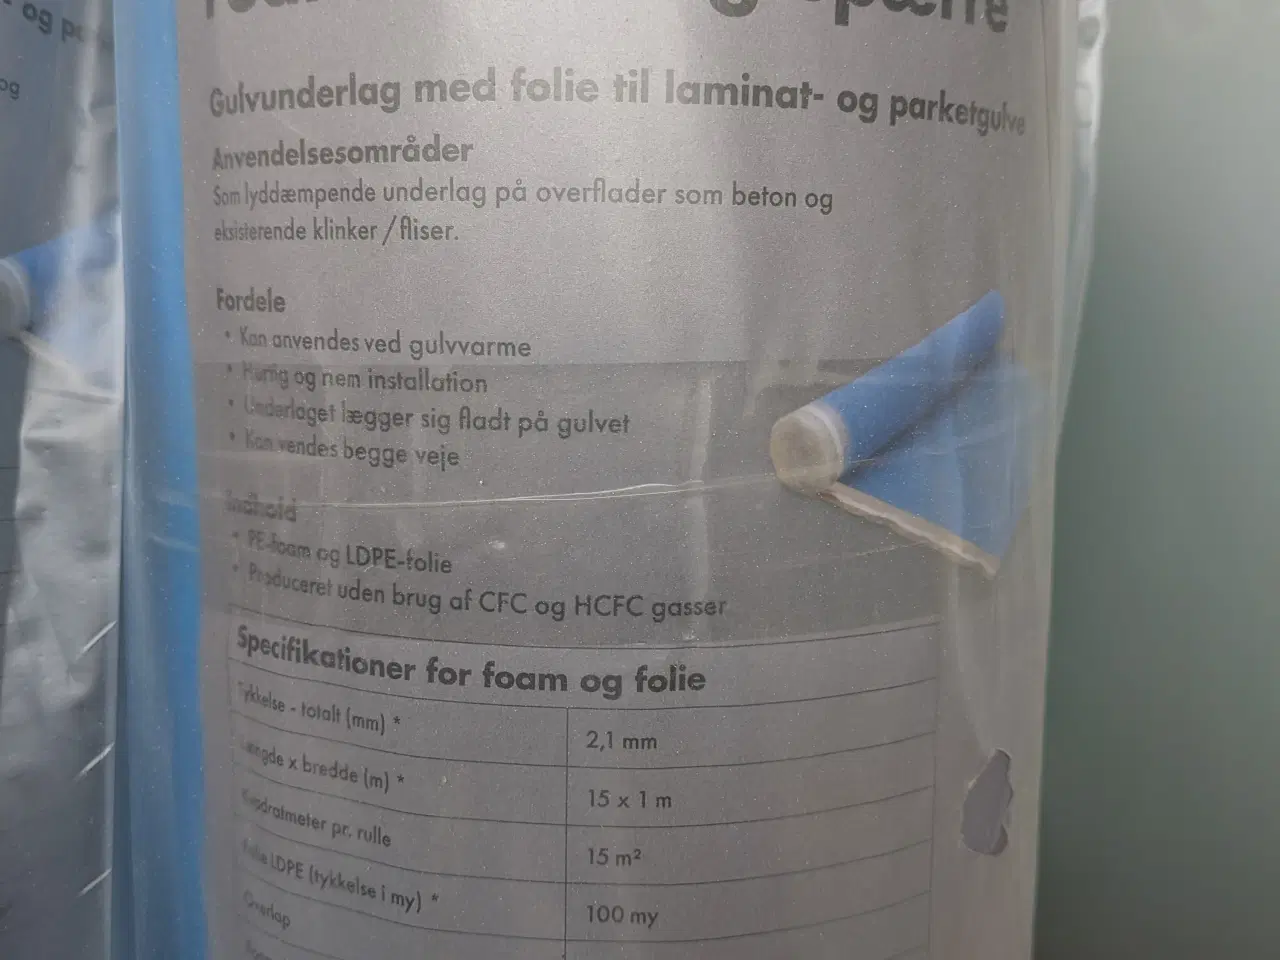 og
og
Gulvunderlag med folie til laminat- og parketgulve
Anvendelsesområder
Som lyddæmpende underlag på overflader som beton og
eksisterende klinker / fliser.
Fordele
* Kan anvendes ved gulvvarme
* Hurtig og nem installation
* Underlaget lægger sig fladt på gulvet
* Kan vendes begge veje
Indhold
* PE-foam og LDPE-folie
* Produceret uden brug af CFC og HCFC gasser
Specifikationer for foam og folie
Tykkelse - totalt (mm) * 2,1 mm
Længde x bredde (m) * 15 x 1 m
Kvadratmeter pr. rulle 15 m²
Folie LDPE (tykkelse i my) * 100 my
Overlap